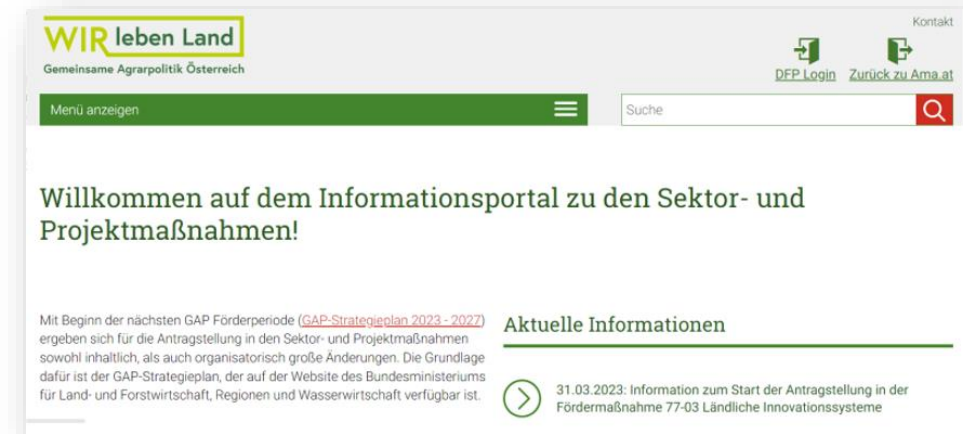 Kontakt
WIR leben Land
Gemeinsame Agrarpolitik Österreich
DFP Login
Zurück zu Ama.at
Menü anzeigen
Suche
Willkommen auf dem Informationsportal zu den Sektor- und
Projektmaßnahmen!
Mit Beginn der nächsten GAP Förderperiode (GAP-Strategieplan 2023 - 2027)
ergeben sich für die Antragstellung in den Sektor- und Projektmaßnahmen
sowohl inhaltlich, als auch organisatorisch große Änderungen. Die Grundlage
dafür ist der GAP-Strategieplan, der auf der Website des Bundesministeriums
für Land- und Forstwirtschaft, Regionen und Wasserwirtschaft verfügbar ist.
Aktuelle Informationen
31.03.2023: Information zum Start der Antragstellung in der
Fördermaßnahme 77-03 Ländliche Innovationssysteme